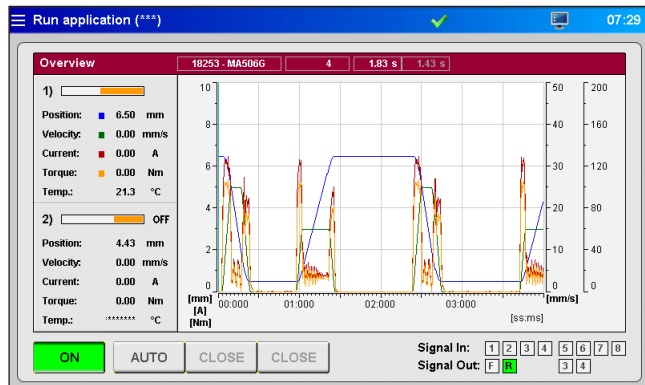 Run application (***) 07:29
Overview 18253 - MA506G 4 1.83 s 1.43 s
1)
Position: 6.50 mm
Velocity: 0.00 mm/s
Current: 0.00 A
Torque: 0.00 Nm
Temp.: 21.3 °C
2) OFF
Position: 4.43 mm
Velocity: 0.00 mm/s
Current: 0.00 A
Torque: 0.00 Nm
Temp.: ******* °C
10 50 200
8 40 160
6 30 120
4 20 80
2 10 40
0 0 0
[mm] 00:000 01:000 02:000 03:000 [mm/s]
[A]
[Nm] [ss:ms]
ON AUTO CLOSE CLOSE
Signal In: 1 2 3 4 5 6 7 8
Signal Out: F R 3 4